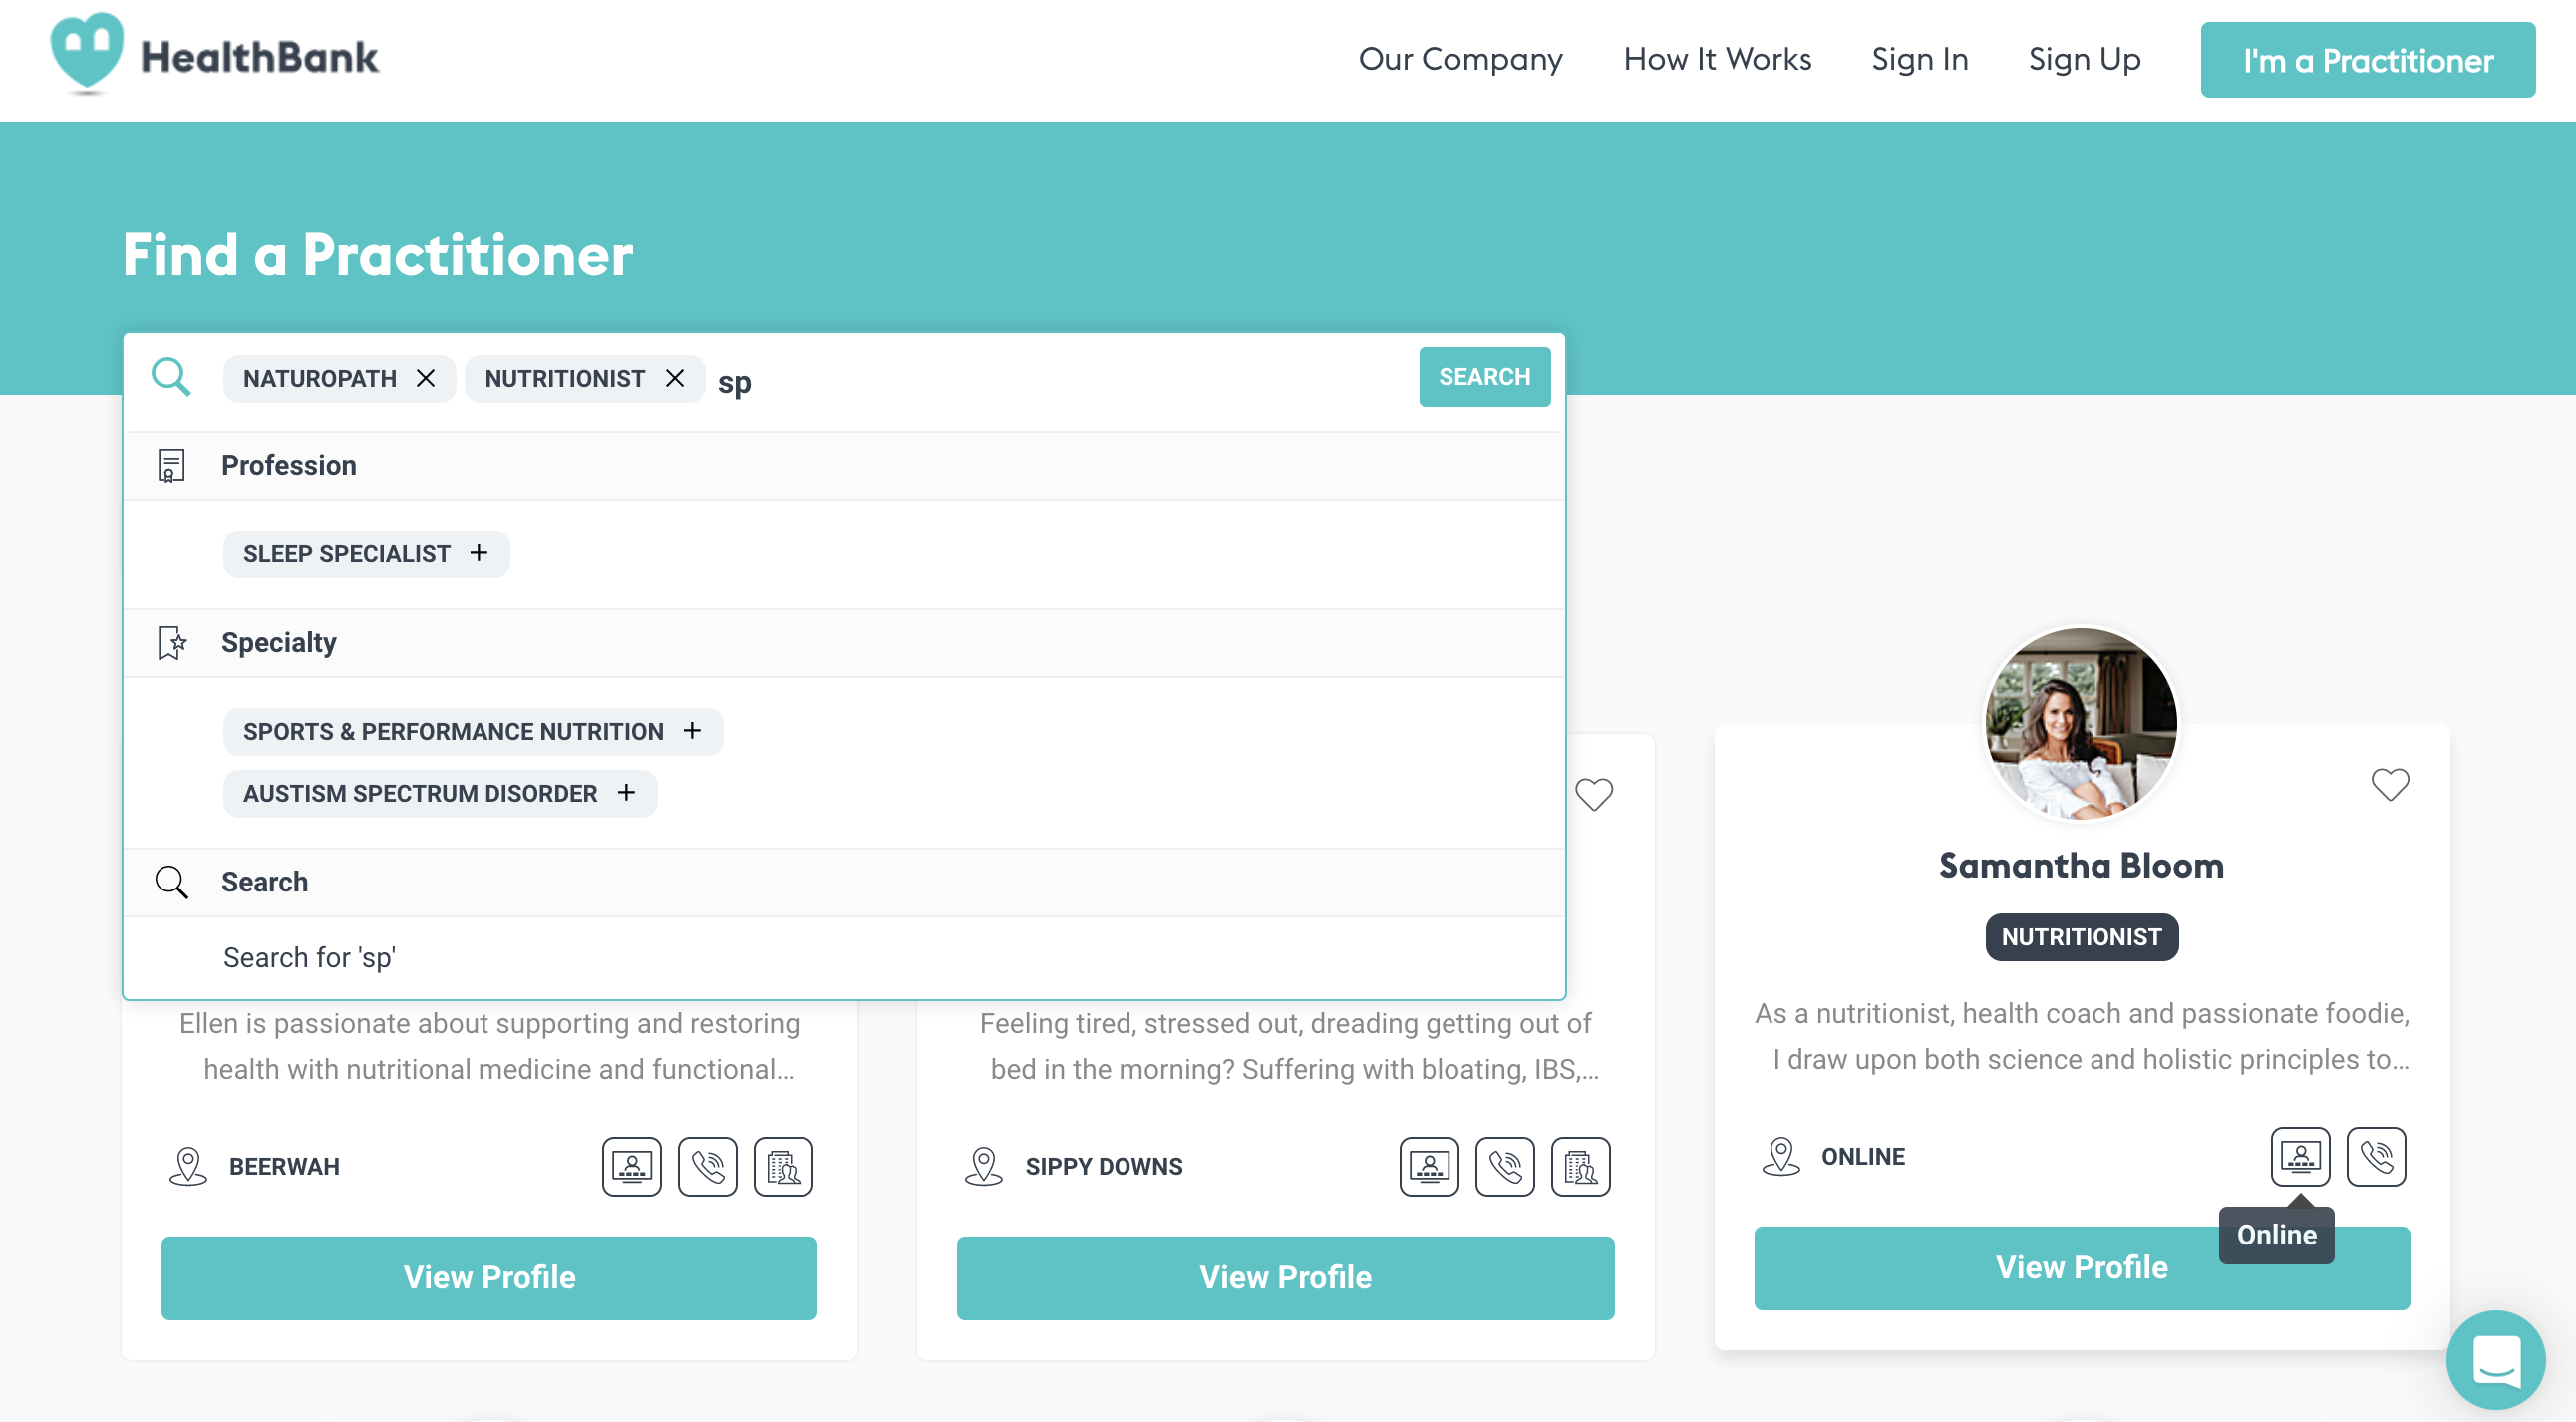 HealthBank
Our Company
How It Works
Sign In
Sign Up
I'm a Practitioner
Find a Practitioner
NATUROPATH
NUTRITIONIST
sp
SEARCH
Profession
SLEEP SPECIALIST
Specialty
SPORTS & PERFORMANCE NUTRITION
AUSTISM SPECTRUM DISORDER
Search
Search for 'sp'
Ellen is passionate about supporting and restoring
health with nutritional medicine and functional...
BEERWAH
View Profile
Feeling tired, stressed out, dreading getting out of
bed in the morning? Suffering with bloating, IBS,...
SIPPY DOWNS
View Profile
Samantha Bloom
NUTRITIONIST
As a nutritionist, health coach and passionate foodie,
I draw upon both science and holistic principles to...
ONLINE
Online
View Profile